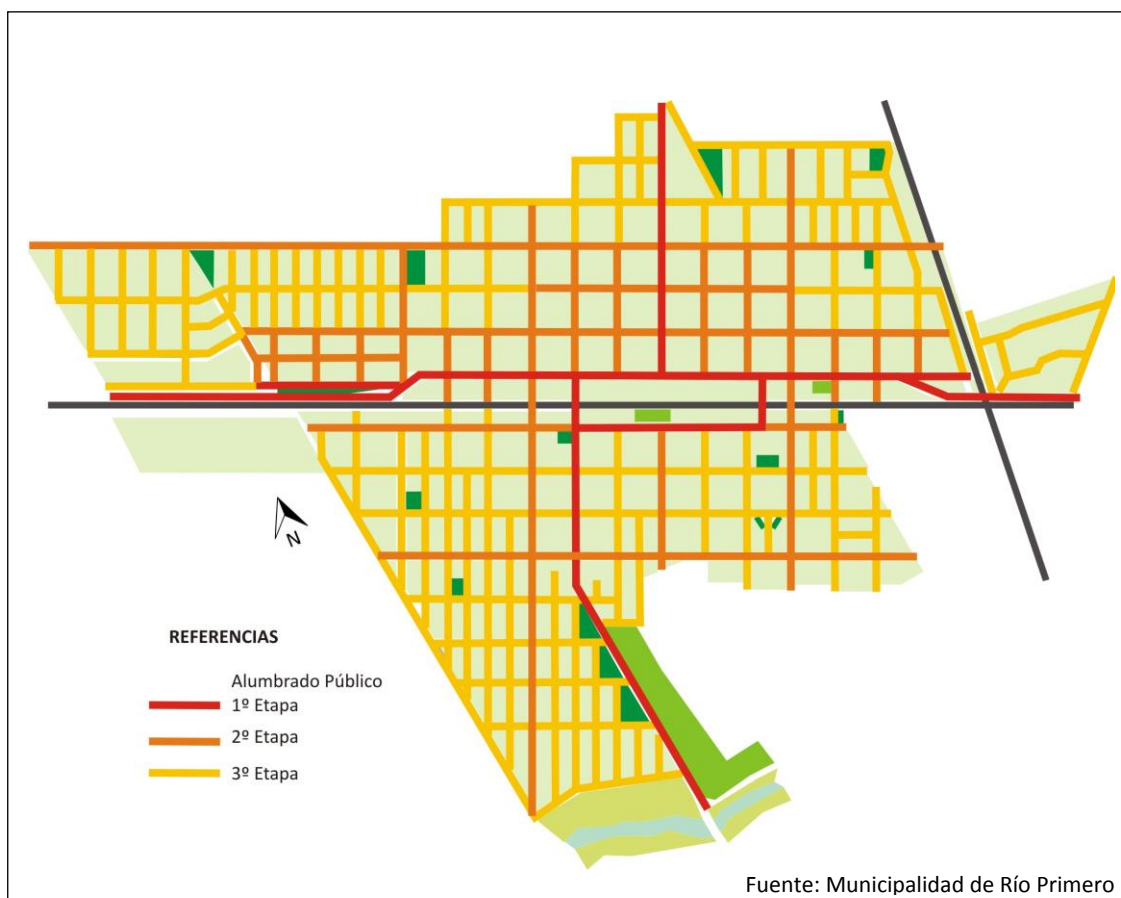 N
REFERENCIAS
Alumbrado Público
1º Etapa
2º Etapa
3º Etapa
Fuente: Municipalidad de Río Primero